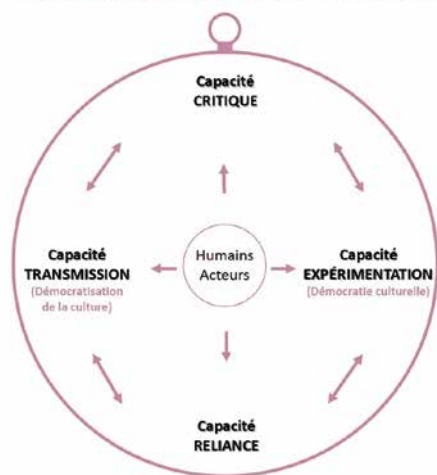 Capacité
CRITIQUE
Capacité
TRANSMISSION
(Démocratisation
de la culture)
Humains
Acteurs
Capacité
EXPÉRIMENTATION
(Démocratie culturelle)
Capacité
RELIANCE